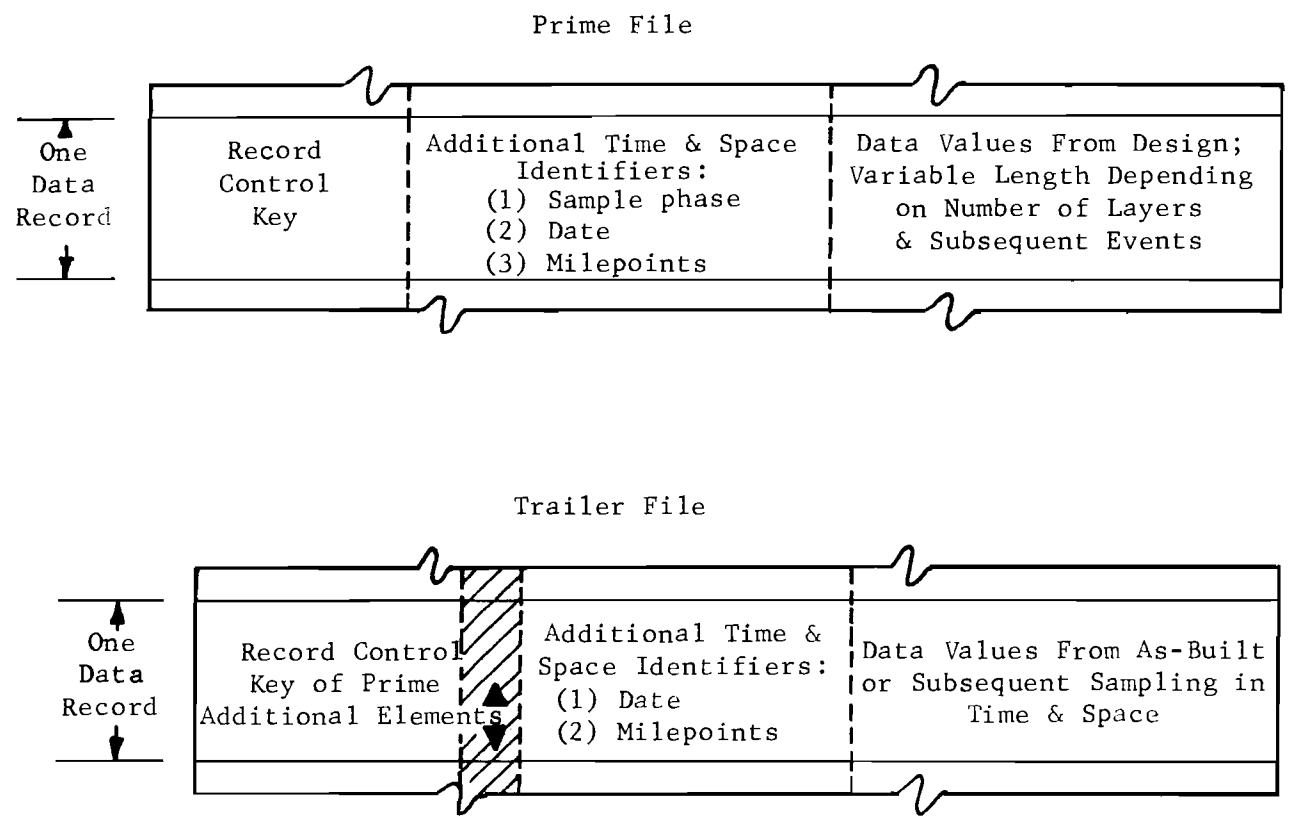 Prime File
One
Data
Record
Record
Control
Key
Additional Time & Space
Identifiers:
(1) Sample phase
(2) Date
(3) Milepoints
Data Values From Design;
Variable Length Depending
on Number of Layers
& Subsequent Events
Trailer File
One
Data
Record
Record Control
Key of Prime
Additional Elements
Additional Time &
Space Identifiers:
(1) Date
(2) Milepoints
Data Values From As-Built
or Subsequent Sampling in
Time & Space